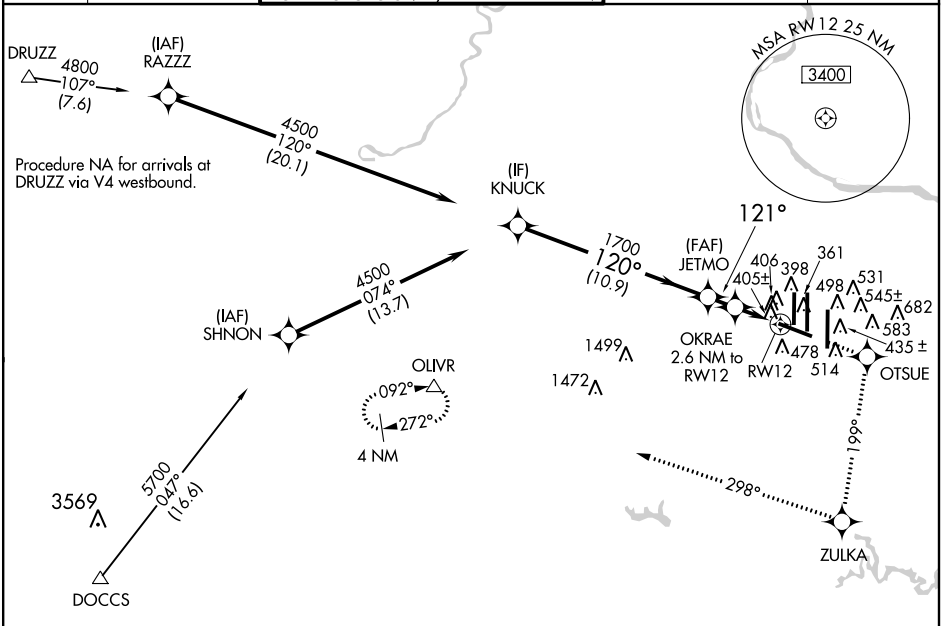 DRUZZ
4800
107°
(7.6)
(IAF)
RAZZZ
4500
120°
(20.1)
Procedure NA for arrivals at
DRUZZ via V4 westbound.
MSA RW12 25 NM
3400
(IF)
KNUCK
1700
120°
(10.9)
121°
(FAF)
JETMO
4500
074°
(13.7)
(IAF)
SHNON
OKRAE
2.6 NM to
RW12
405±
406
398
361
498
531
545±
682
583
435 ±
478
514
RW12
OTSUE
1499
1472
OLIVR
092°
272°
4 NM
199°
298°
ZULKA
5700
047°
(16.6)
3569
DOCCS